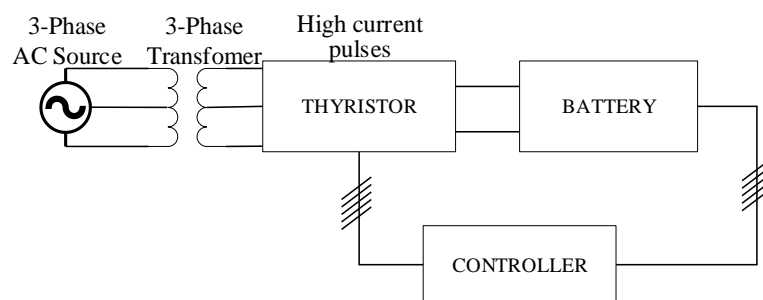 3-Phase
AC Source
3-Phase
Transfomer
High current
pulses
THYRISTOR
BATTERY
CONTROLLER